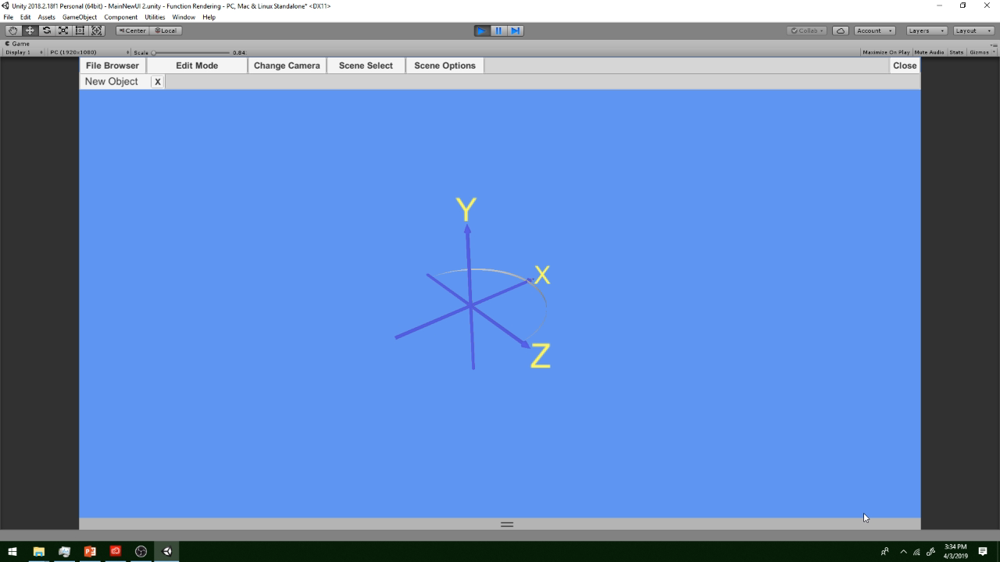 Unity 2018.2.18f1 Personal (64bit) - MainNewUI 2.unity - Function Rendering - PC, Mac & Linux Standalone* <DX11>
File Edit Assets GameObject Component Utilities Window Help
Center Local Collab Account Layers Layout
Game
Display 1 PC (1920x1080) Scale 0.84 Maximize On Play Mute Audio Stats Gizmos
File Browser Edit Mode Change Camera Scene Select Scene Options Close
New Object X
Y
X
Z
3:34 PM
4/3/2019